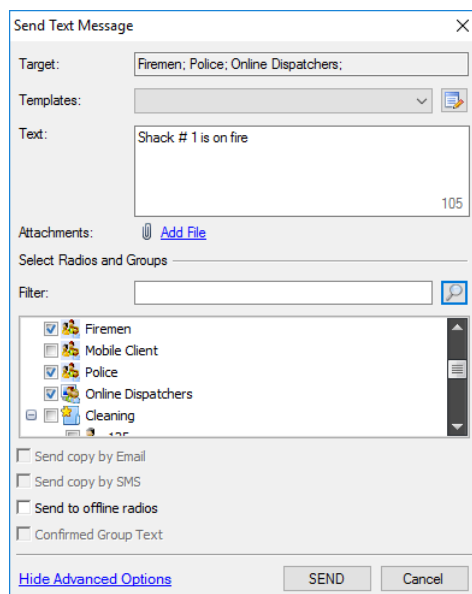 Send Text Message
Target: Firemen; Police; Online Dispatchers;
Templates:
Text: Shack # 1 is on fire
105
Attachments: Add File
Select Radios and Groups
Filter:
Firemen
Mobile Client
Police
Online Dispatchers
Cleaning
Send copy by Email
Send copy by SMS
Send to offline radios
Confirmed Group Text
Hide Advanced Options SEND Cancel